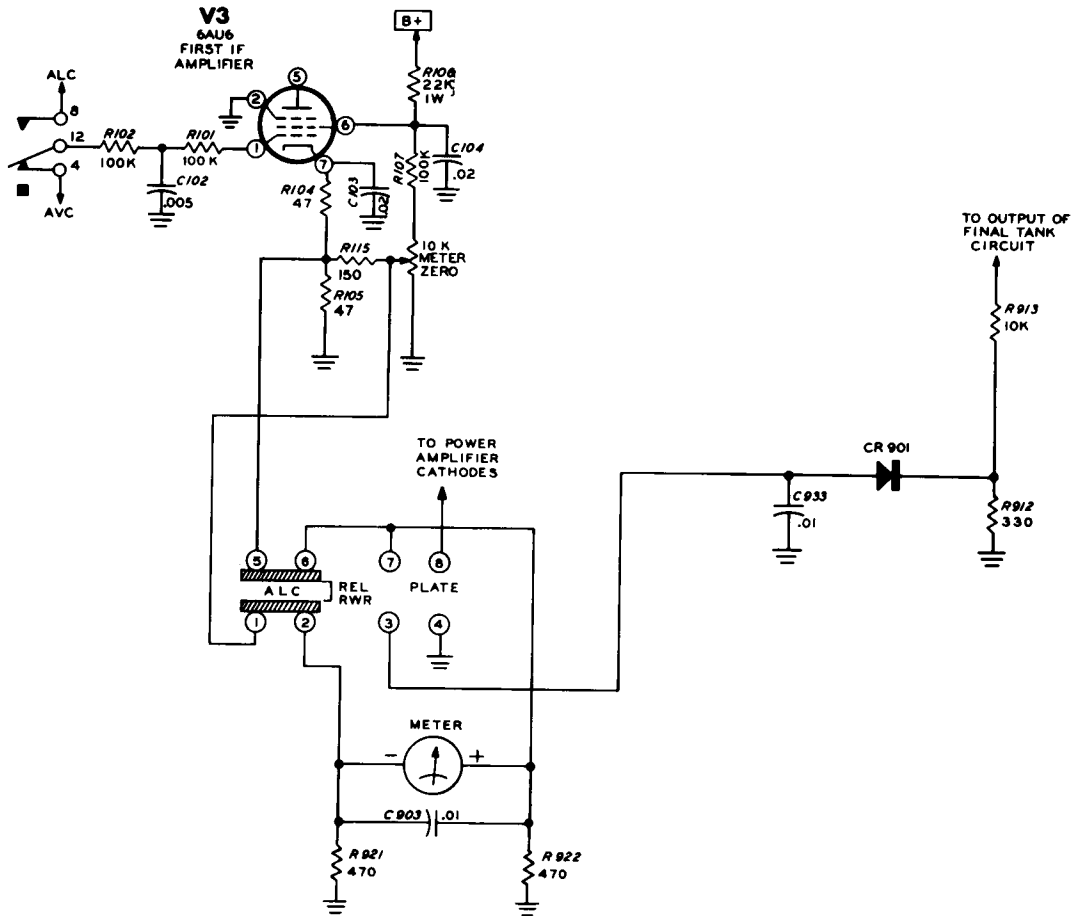 V3
6AU6
FIRST IF
AMPLIFIER
B+
R108
22K
1W
ALC
8
12
4
AVC
R102
100K
R101
100K
C102
.005
5
2
6
1
7
R104
47
C103
.02
R107
100K
C104
.02
R115
150
10 K
METER
ZERO
R105
47
TO OUTPUT OF
FINAL TANK
CIRCUIT
R913
10K
TO POWER
AMPLIFIER
CATHODES
CR 901
C933
.01
R912
330
5
6
7
8
ALC
REL
RWR
PLATE
1
2
3
4
METER
-
+
C903
.01
R921
470
R922
470